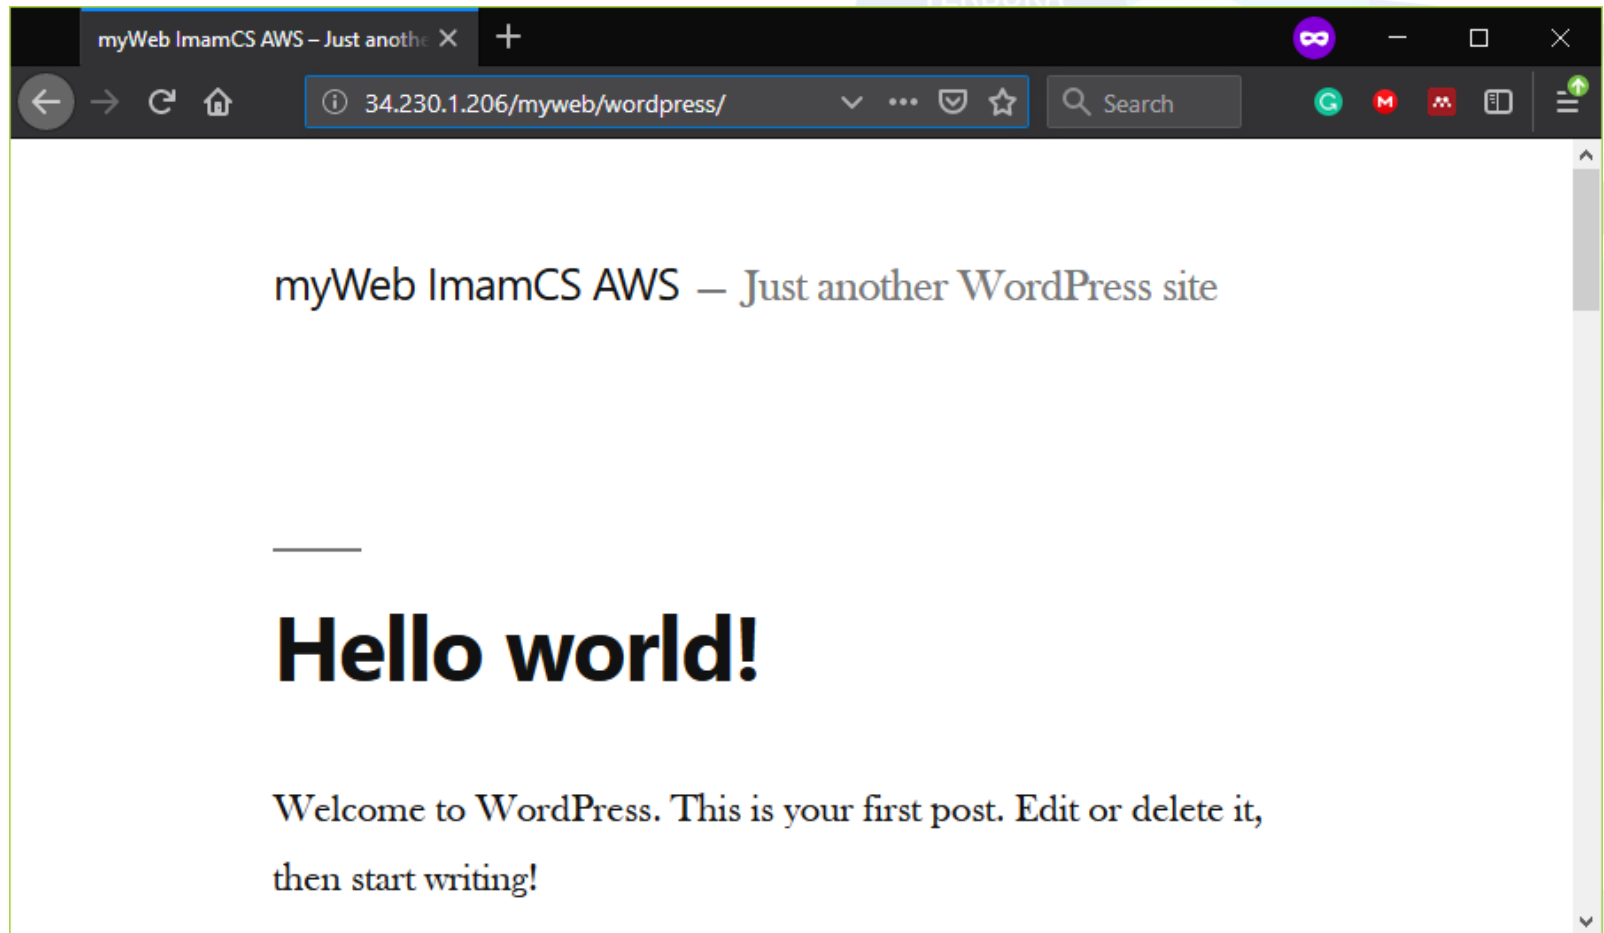 myWeb ImamCS AWS – Just anothe
34.230.1.206/myweb/wordpress/
Search
myWeb ImamCS AWS — Just another WordPress site
Hello world!
Welcome to WordPress. This is your first post. Edit or delete it,
then start writing!